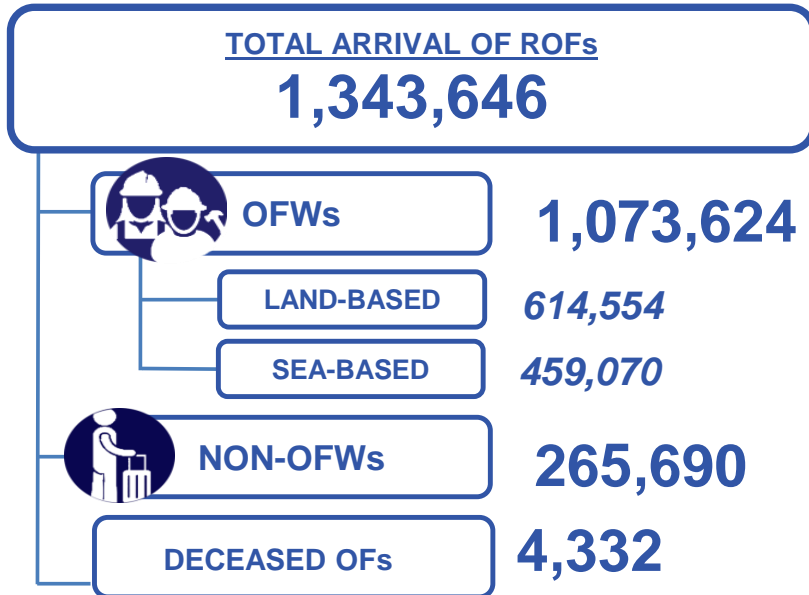 TOTAL ARRIVAL OF ROFs
1,343,646
OFWs 1,073,624
LAND-BASED 614,554
SEA-BASED 459,070
NON-OFWs 265,690
DECEASED OFs 4,332